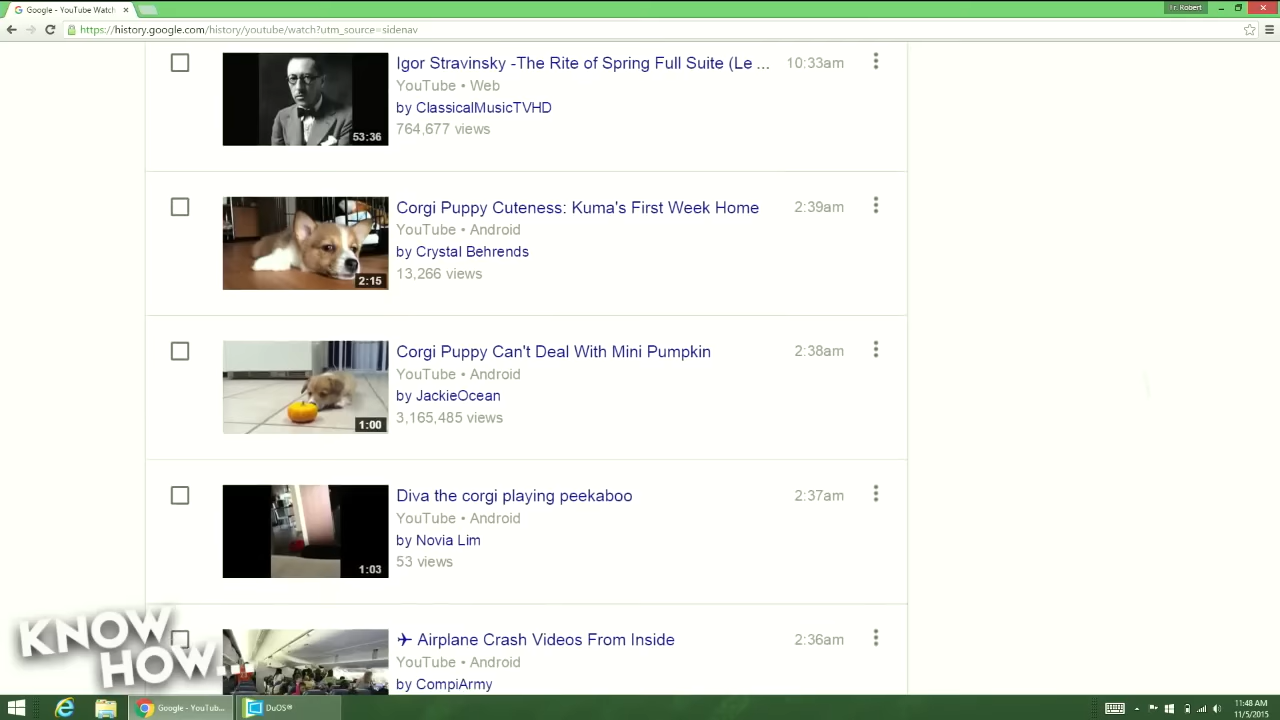 Google - YouTube Watch
Fr. Robert
https://history.google.com/history/youtube/watch?utm_source=sidenav
Igor Stravinsky -The Rite of Spring Full Suite (Le ...
10:33am
YouTube • Web
by ClassicalMusicTVHD
764,677 views
53:36
Corgi Puppy Cuteness: Kuma's First Week Home
2:39am
YouTube • Android
by Crystal Behrends
13,266 views
2:15
Corgi Puppy Can't Deal With Mini Pumpkin
2:38am
YouTube • Android
by JackieOcean
3,165,485 views
1:00
Diva the corgi playing peekaboo
2:37am
YouTube • Android
by Novia Lim
53 views
1:03
✈ Airplane Crash Videos From Inside
2:36am
YouTube • Android
by CompiArmy
KNOW
HOW...
Google - YouTub...
DuOS®
11:48 AM
11/5/2015